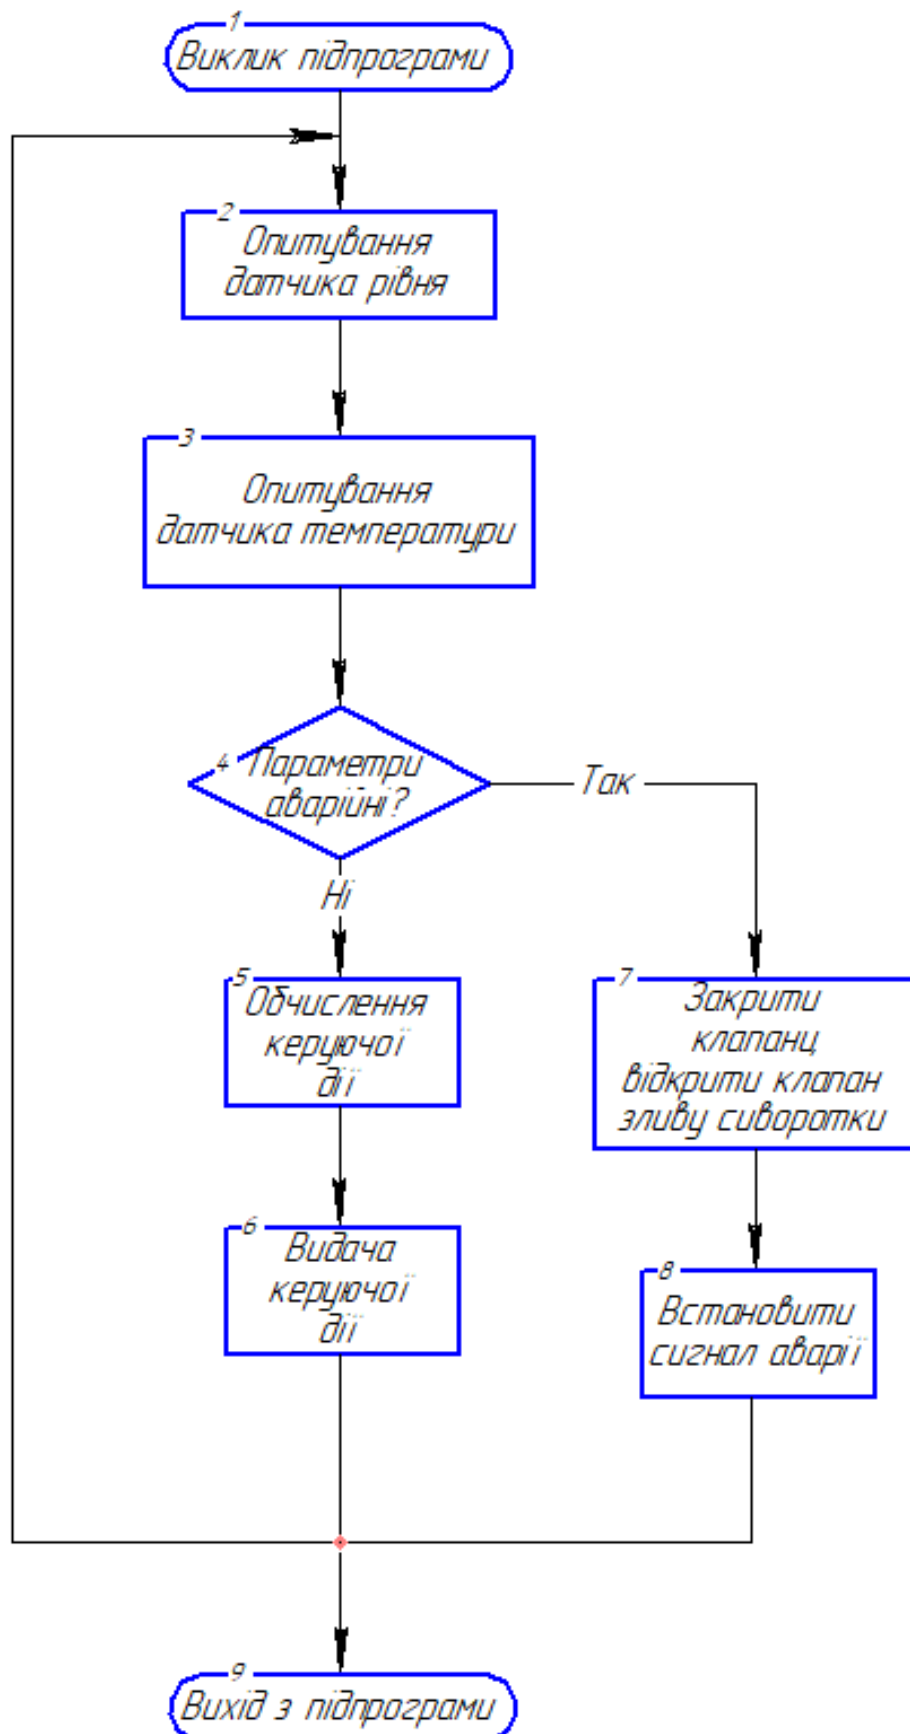 1
Виклик підпрограми
2
Опитування
датчика рівня
3
Опитування
датчика температури
4 Параметри
аварійні?
Так
Ні
5
Обчислення
керуючої
дії
7
Закрити
клапанц
відкрити клапан
зливу сиворотки
6
Видача
керуючої
дії
8
Встановити
сигнал аварії
9
Вихід з підпрограми